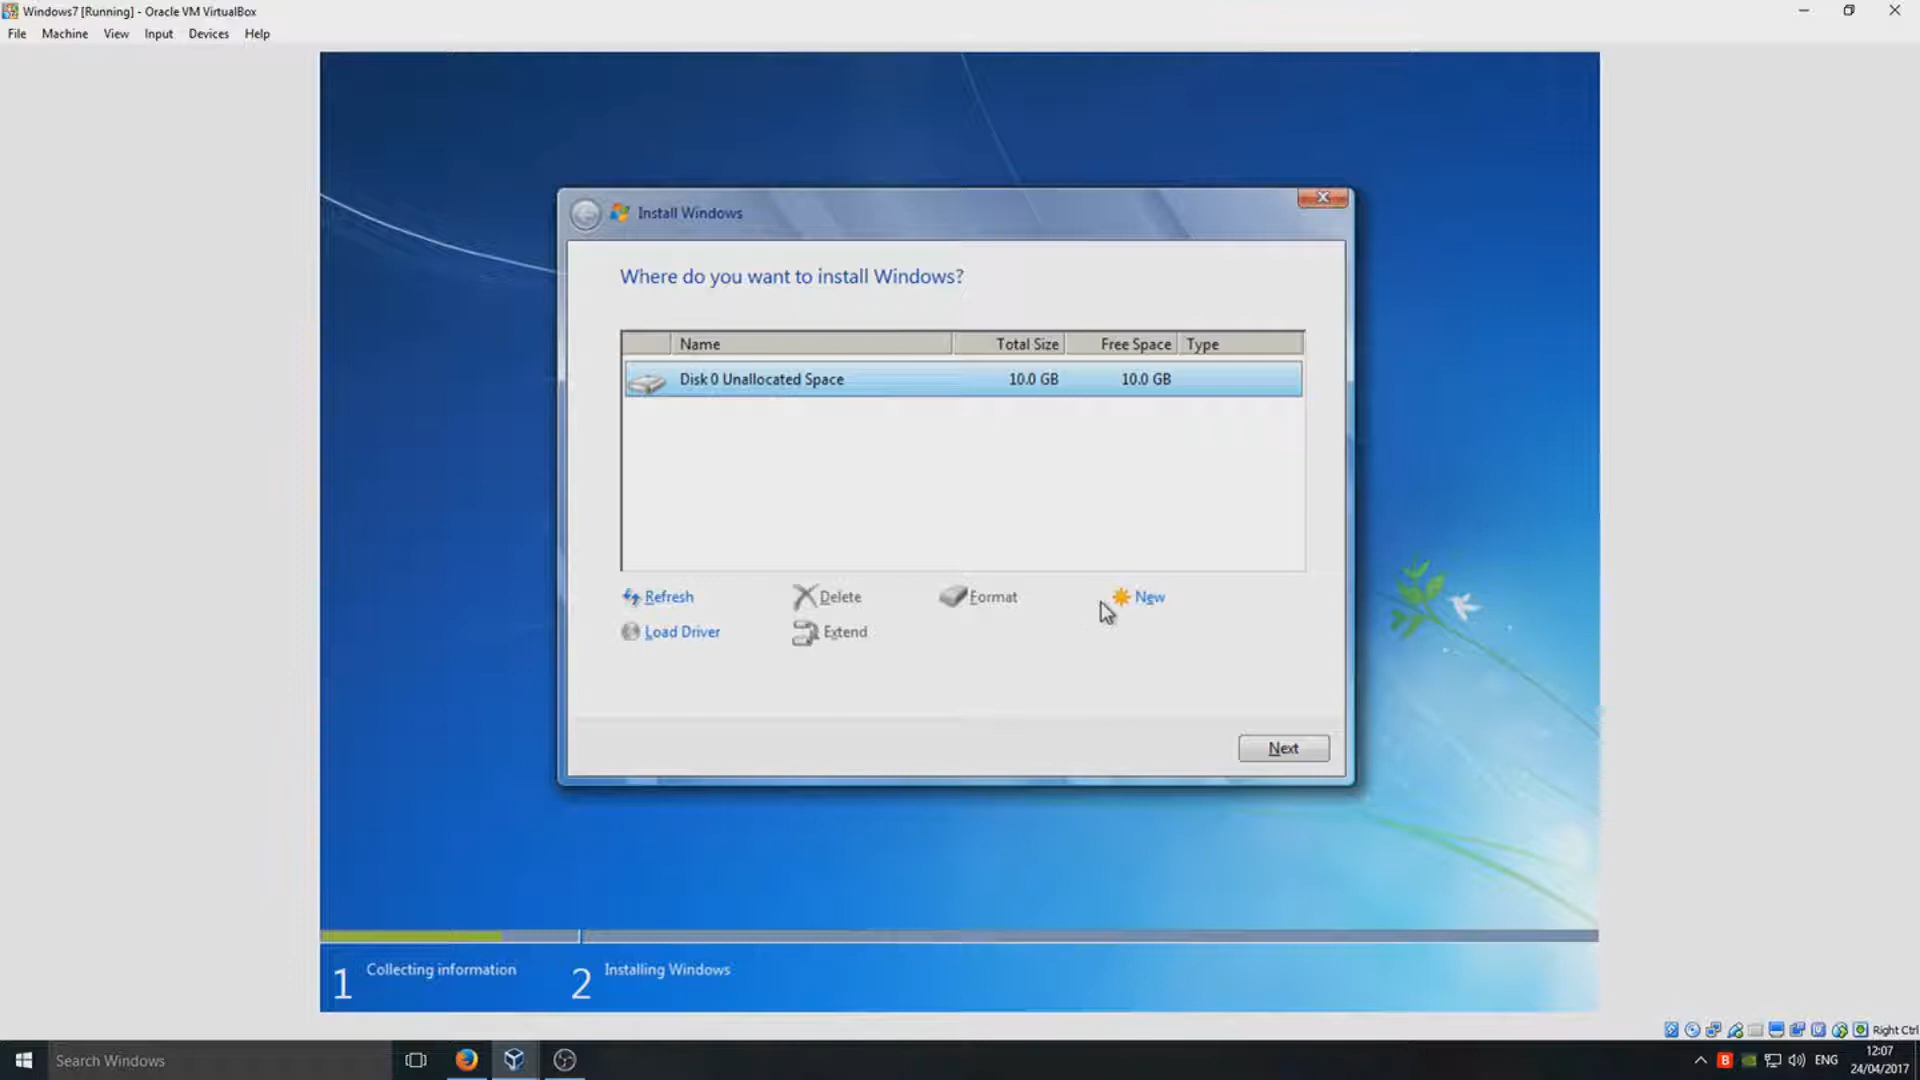 Windows7 [Running] - Oracle VM VirtualBox
File Machine View Input Devices Help
Install Windows
Where do you want to install Windows?
Name Total Size Free Space Type
Disk 0 Unallocated Space 10.0 GB 10.0 GB
Refresh Delete Format New
Load Driver Extend
Next
1 Collecting information 2 Installing Windows
Right Ctrl
Search Windows
B
ENG
12:07
24/04/2017